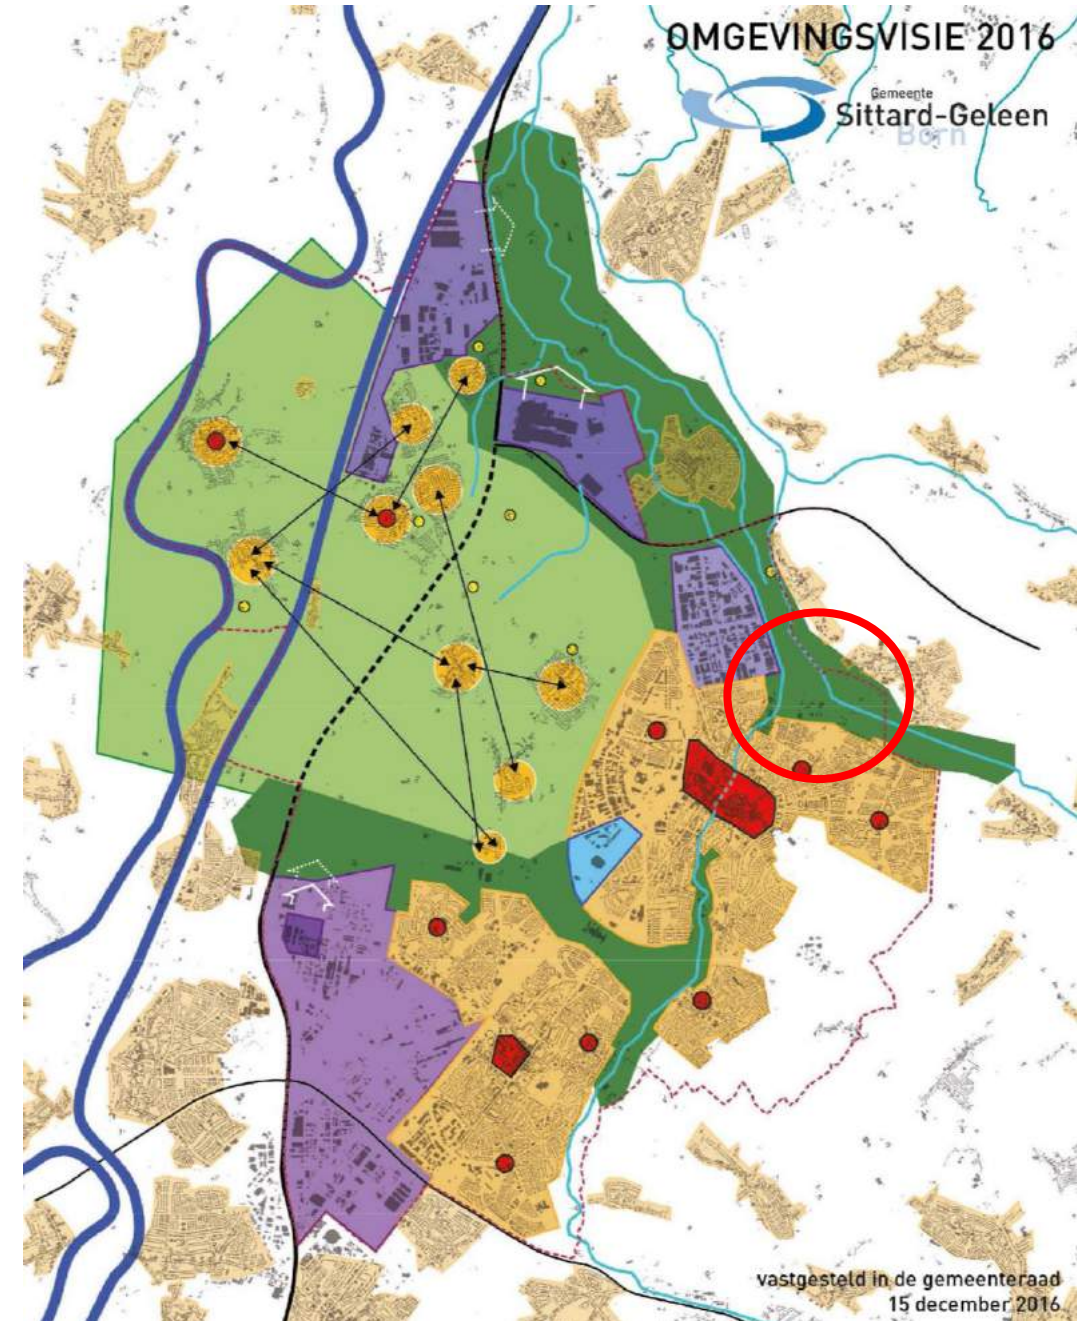 OMGEVINGSVISIE 2016
Gemeente
Sittard-Geleen
Born
vastgesteld in de gemeenteraad
15 december 2016